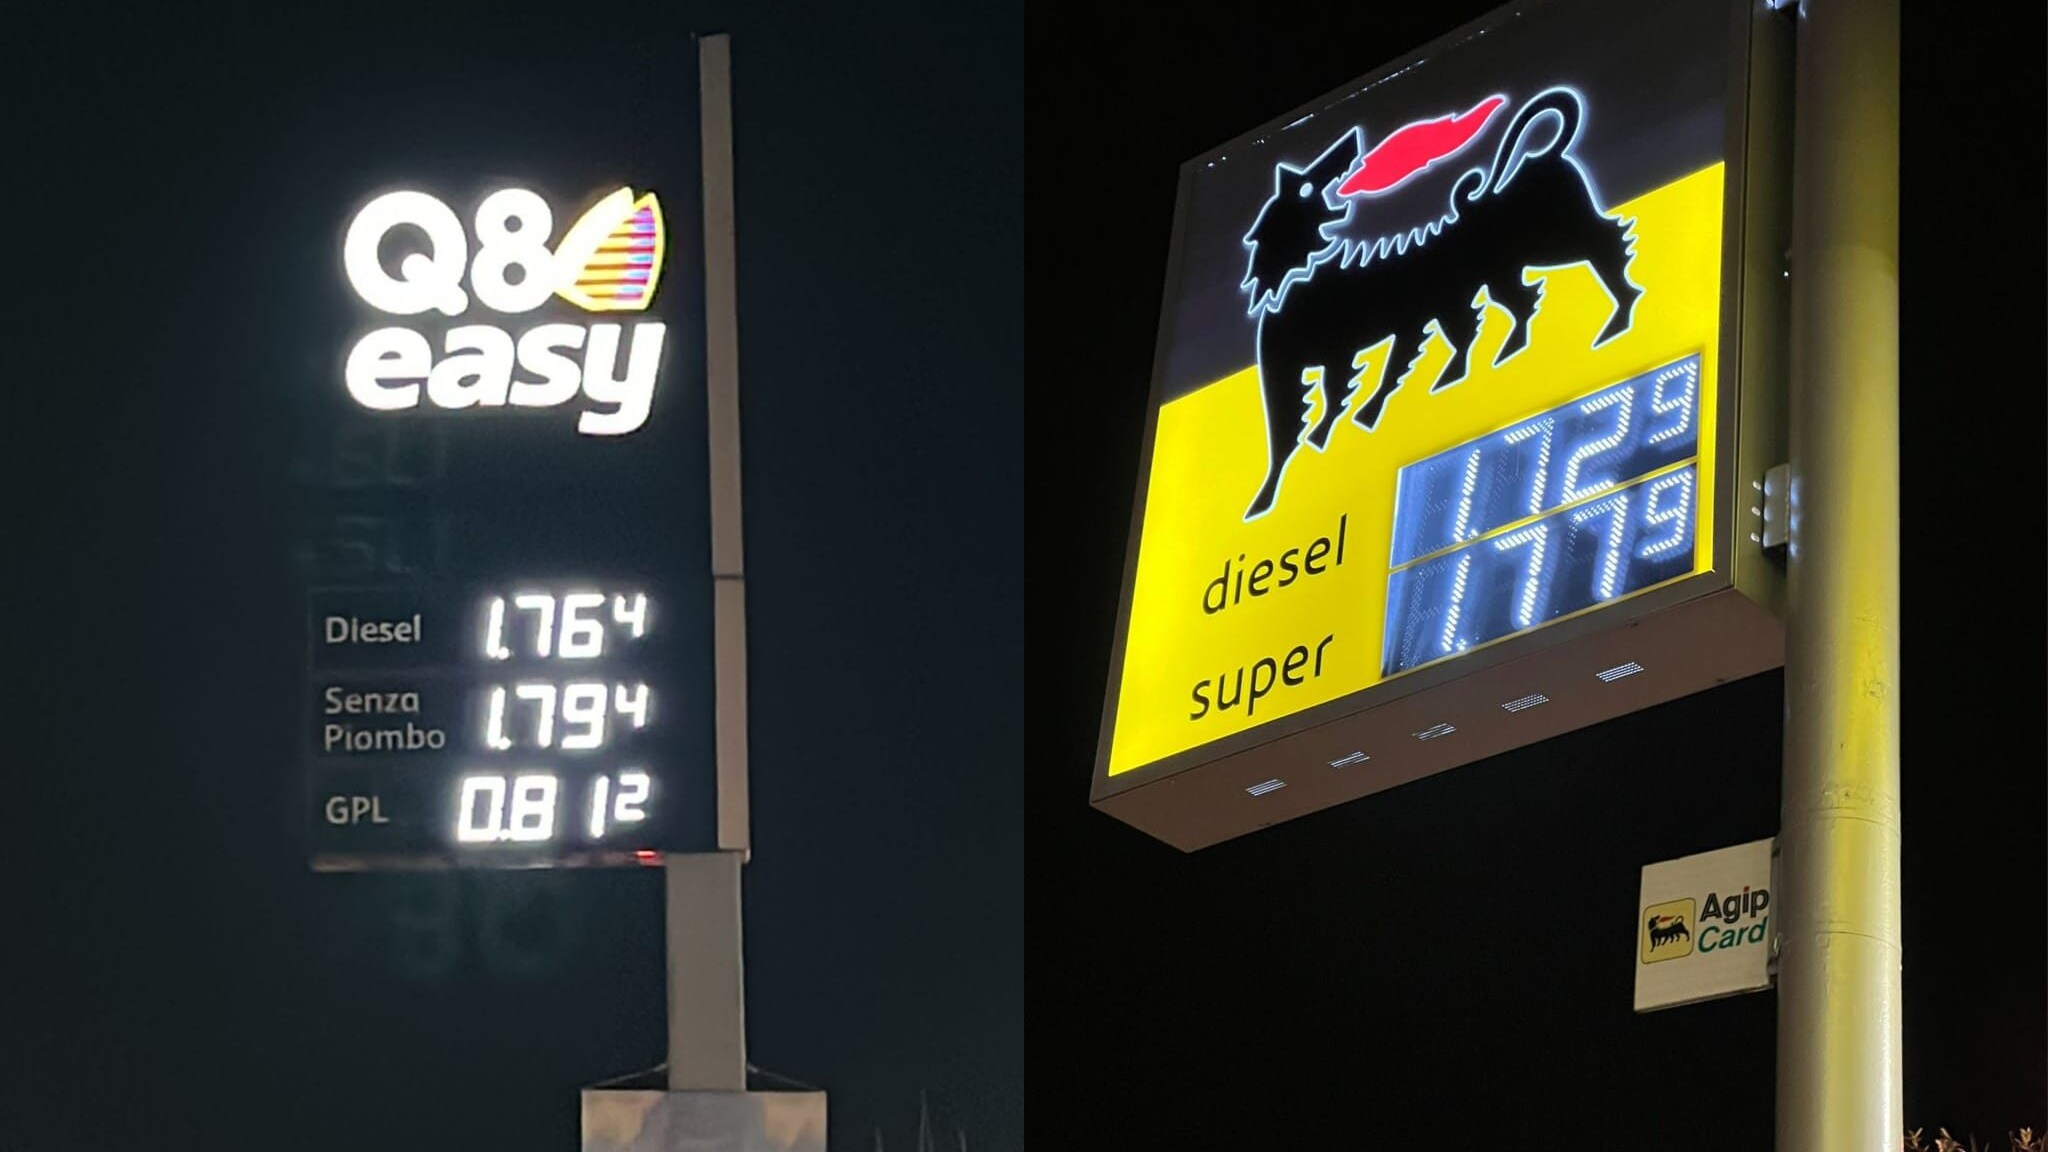 Q8
easy
Diesel 1.764
Senza
Piombo 1.794
GPL 0.812
diesel 1.729
super 1.779
Agip
Card